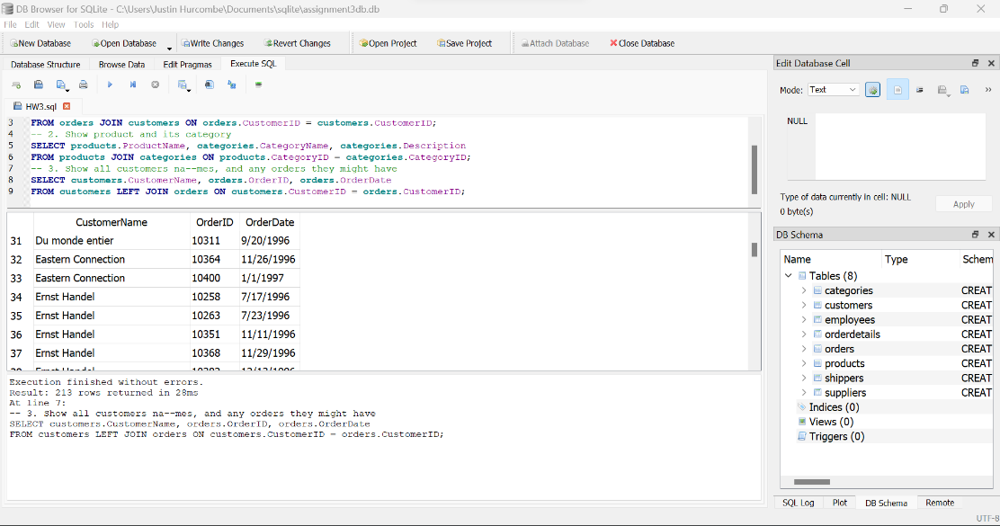 DB Browser for SQLite - C:\Users\Justin Hurcombe\Documents\sqlite\assignment3db.db
File Edit View Tools Help
New Database Open Database Write Changes Revert Changes Open Project Save Project Attach Database Close Database
Database Structure Browse Data Edit Pragmas Execute SQL
HW3.sql
3 FROM orders JOIN customers ON orders.CustomerID = customers.CustomerID;
4 -- 2. Show product and its category
5 SELECT products.ProductName, categories.CategoryName, categories.Description
6 FROM products JOIN categories ON products.CategoryID = categories.CategoryID;
7 -- 3. Show all customers na--mes, and any orders they might have
8 SELECT customers.CustomerName, orders.OrderID, orders.OrderDate
9 FROM customers LEFT JOIN orders ON customers.CustomerID = orders.CustomerID;
CustomerName OrderID OrderDate
31 Du monde entier 10311 9/20/1996
32 Eastern Connection 10364 11/26/1996
33 Eastern Connection 10400 1/1/1997
34 Ernst Handel 10258 7/17/1996
35 Ernst Handel 10263 7/23/1996
36 Ernst Handel 10351 11/11/1996
37 Ernst Handel 10368 11/29/1996
Execution finished without errors.
Result: 213 rows returned in 28ms
At line 7:
-- 3. Show all customers na--mes, and any orders they might have
SELECT customers.CustomerName, orders.OrderID, orders.OrderDate
FROM customers LEFT JOIN orders ON customers.CustomerID = orders.CustomerID;
Edit Database Cell
Mode: Text
NULL
Type of data currently in cell: NULL
0 byte(s)
Apply
DB Schema
Name Type Schem
Tables (8)
categories CREAT
customers CREAT
employees CREAT
orderdetails CREAT
orders CREAT
products CREAT
shippers CREAT
suppliers CREAT
Indices (0)
Views (0)
Triggers (0)
SQL Log Plot DB Schema Remote
UTF-8